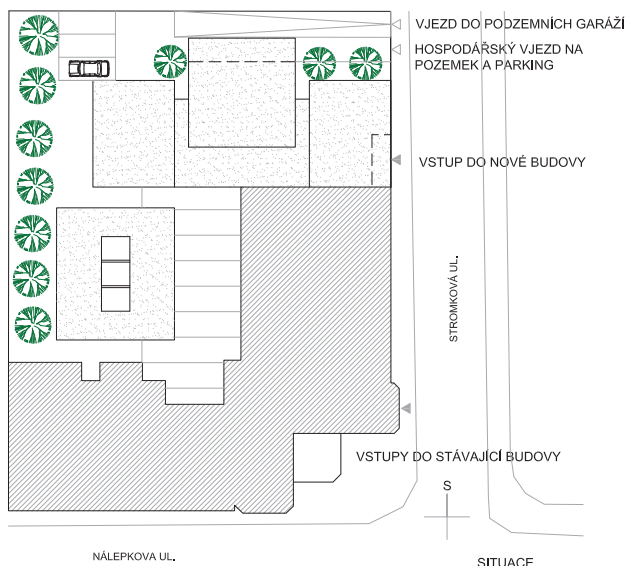 VJEZD DO PODZEMNÍCH GARÁŽÍ
HOSPODÁŘSKÝ VJEZD NA
POZEMEK A PARKING
VSTUP DO NOVÉ BUDOVY
STROMKOVÁ UL.
VSTUPY DO STÁVAJÍCÍ BUDOVY
S
NÁLEPKOVA UL.
SITUACE